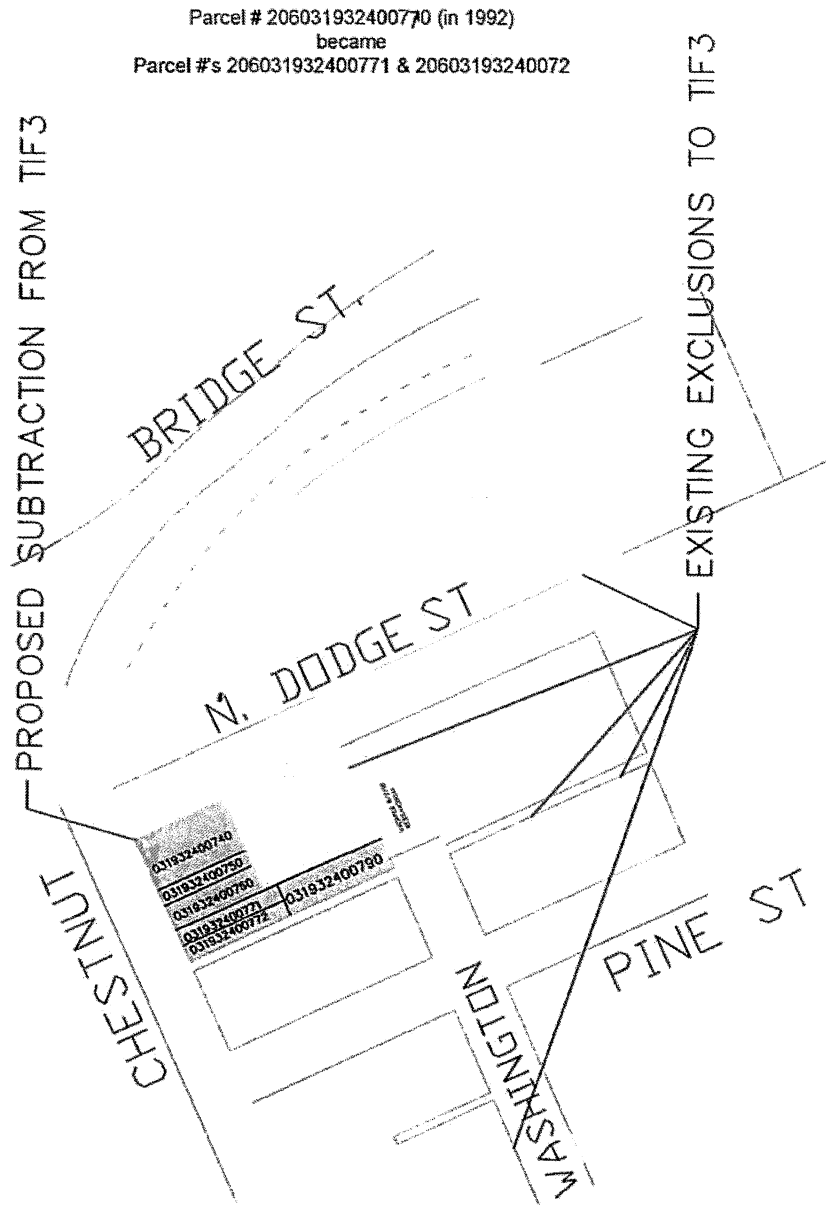 Parcel # 206031932400770 (in 1992)
became
Parcel #'s 206031932400771 & 20603193240072
PROPOSED SUBTRACTION FROM TIF3
EXISTING EXCLUSIONS TO TIF3
BRIDGE ST.
N. DODGE ST
CHESTNUT
031932400740
031932400750
031932400760
031932400771
031932400772
031932400790
WASHINGTON
PINE ST